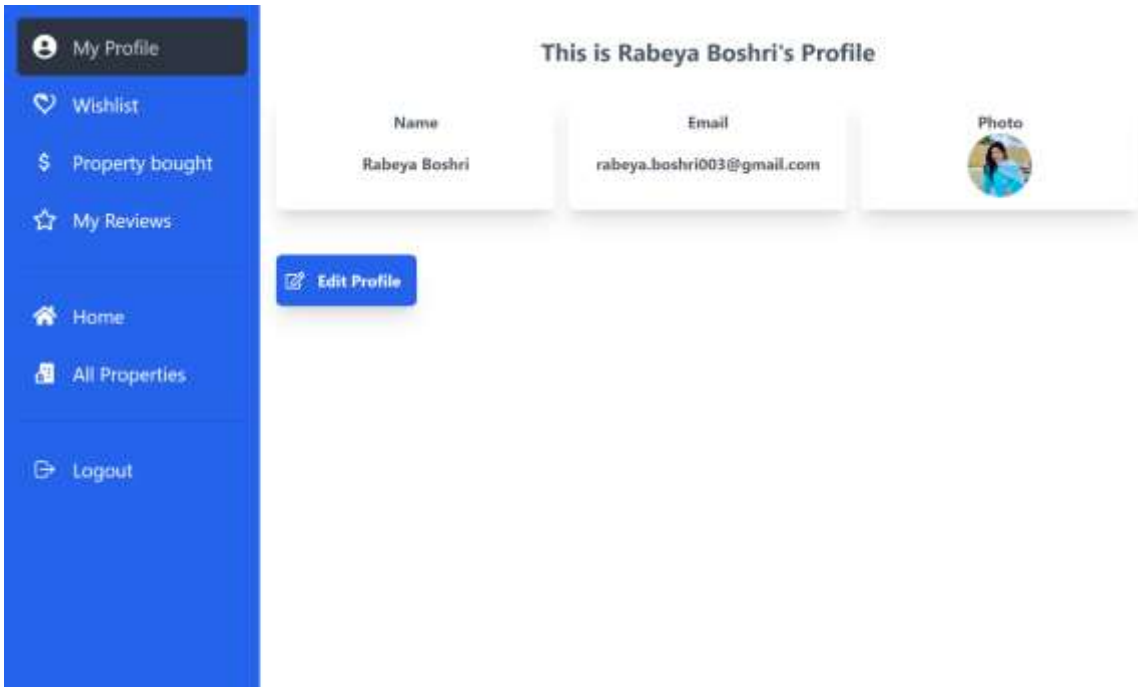 My Profile
Wishlist
$ Property bought
My Reviews
Home
All Properties
Logout
This is Rabeya Boshri's Profile
Name
Rabeya Boshri
Email
rabeya.boshri003@gmail.com
Photo
Edit Profile